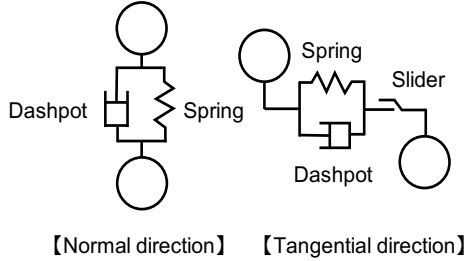 Dashpot
Spring
Spring
Slider
Dashpot
【Normal direction】
【Tangential direction】